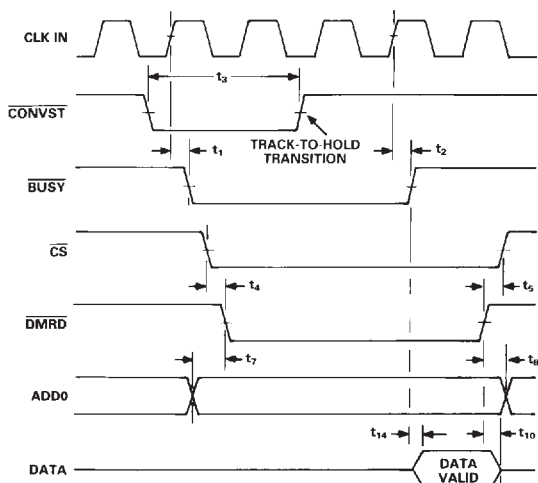 CLK IN
t3
CONVST
TRACK-TO-HOLD
TRANSITION
t1
t2
BUSY
CS
t4
t5
DMRD
t7
t8
ADD0
t14
t10
DATA
DATA
VALID